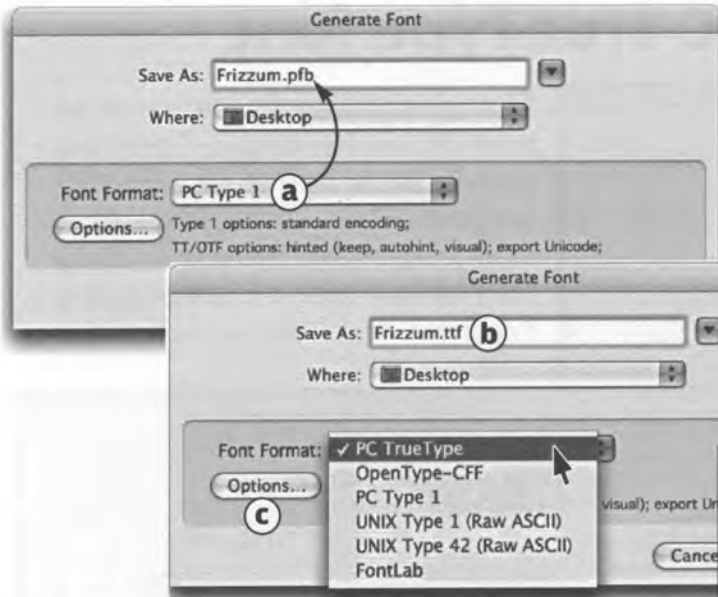 Generate Font
Save As: Frizzum.pfb
Where: Desktop
Font Format: PC Type 1 a
Options... Type 1 options: standard encoding;
TT/OTF options: hinted (keep, autohint, visual); export Unicode;
Generate Font
Save As: Frizzum.ttf b
Where: Desktop
Font Format: ✓ PC TrueType
OpenType-CFF
Options... PC Type 1 visual); export Un
c
UNIX Type 1 (Raw ASCII)
UNIX Type 42 (Raw ASCII)
FontLab
Cance